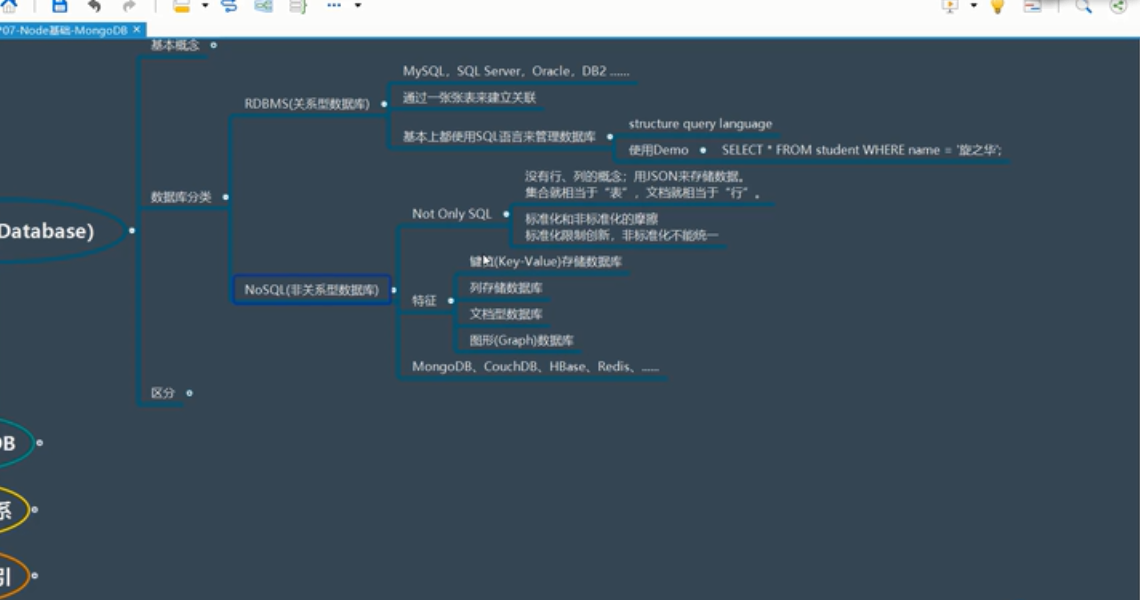 *07-Node基础-MongoDB
基本概念
MySQL，SQL Server，Oracle，DB2 ......
RDBMS(关系型数据库)
通过一张张表来建立关联
基本上都使用SQL语言来管理数据库
structure query language
使用Demo
SELECT * FROM student WHERE name = '旋之华';
数据库分类
没有行、列的概念；用JSON来存储数据。
集合就相当于“表”，文档就相当于“行”。
Not Only SQL
标准化和非标准化的摩擦
标准化限制创新，非标准化不能统一
Database)
键值(Key-Value)存储数据库
NoSQL(非关系型数据库)
列存储数据库
特征
文档型数据库
图形(Graph)数据库
MongoDB、CouchDB、HBase、Redis、......
区分
DB
系
引